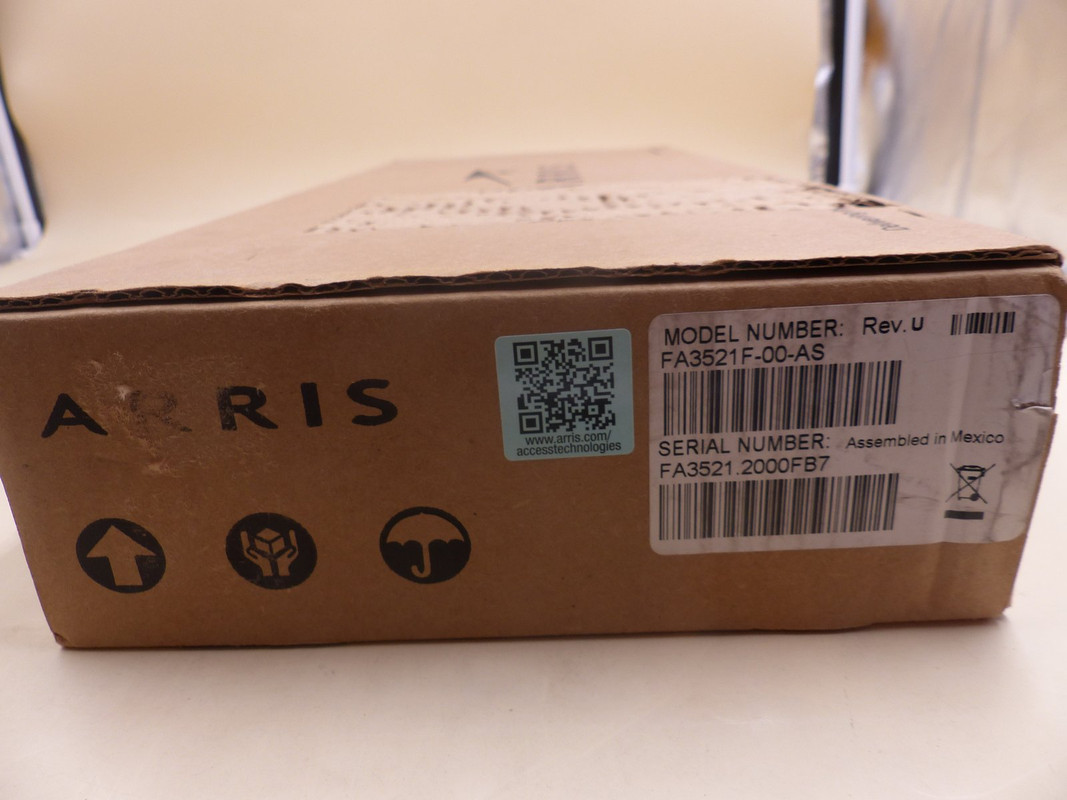 ARRIS
www.arris.com/
accesstechnologies
MODEL NUMBER: Rev.U
FA3521F-00-AS
SERIAL NUMBER: Assembled in Mexico
FA3521.2000FB7